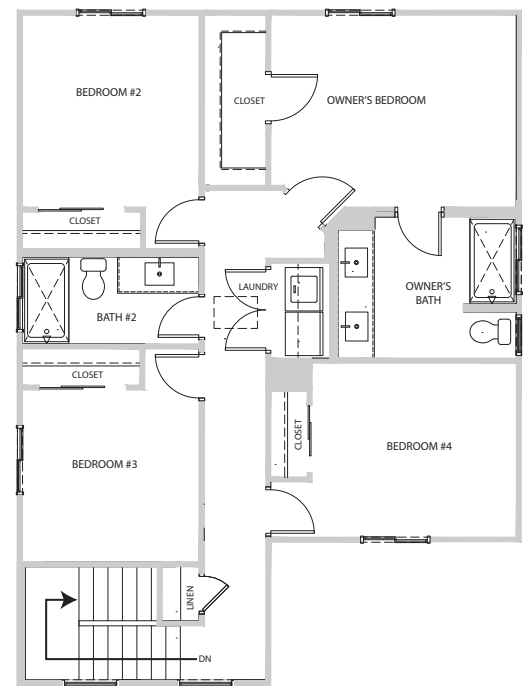 BEDROOM #2
CLOSET
OWNER'S BEDROOM
CLOSET
LAUNDRY
OWNER'S
BATH
BATH #2
CLOSET
CLOSET
BEDROOM #4
BEDROOM #3
LINEN
DN